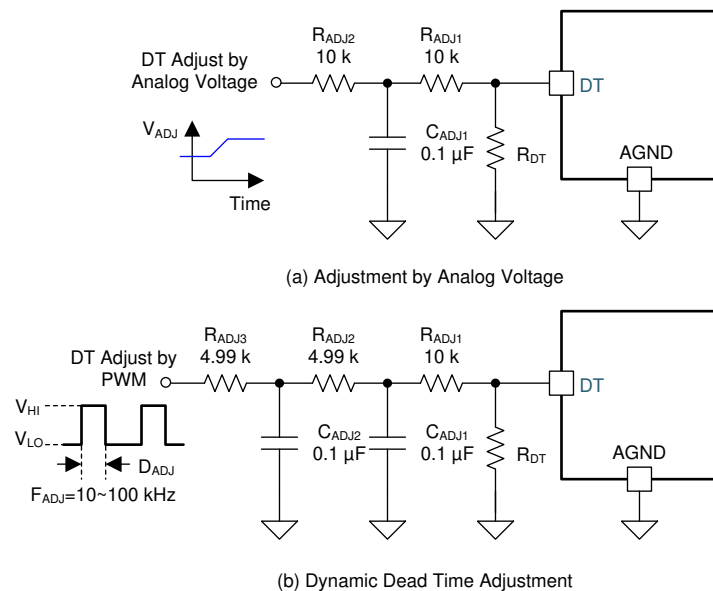 R_ADJ2
10 k
R_ADJ1
10 k
DT Adjust by
Analog Voltage
DT
V_ADJ
Time
C_ADJ1
0.1 µF
R_DT
AGND
(a) Adjustment by Analog Voltage
R_ADJ3
4.99 k
R_ADJ2
4.99 k
R_ADJ1
10 k
DT Adjust by
PWM
DT
V_HI
V_LO
D_ADJ
F_ADJ=10~100 kHz
C_ADJ2
0.1 µF
C_ADJ1
0.1 µF
R_DT
AGND
(b) Dynamic Dead Time Adjustment